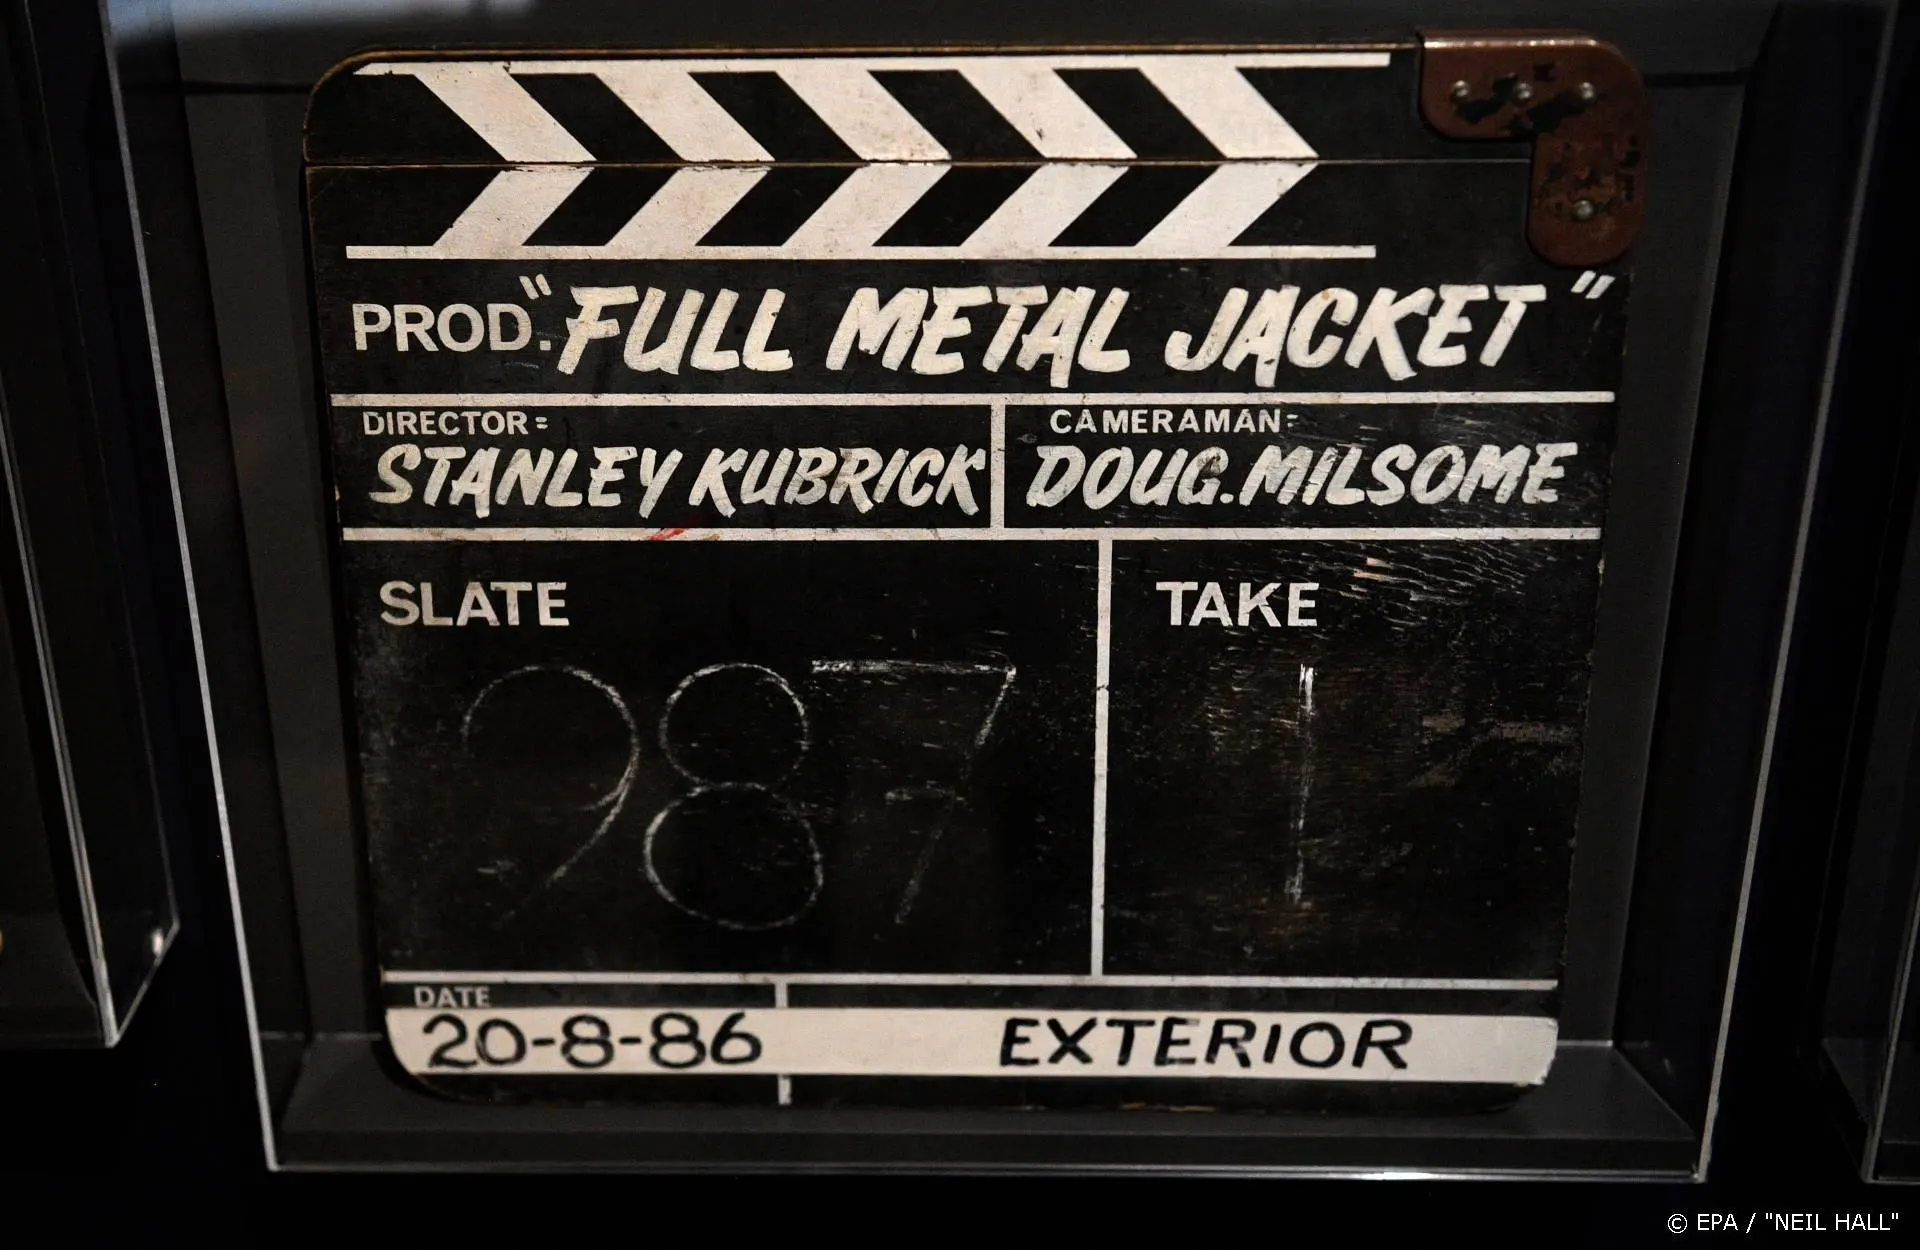 PROD. "FULL METAL JACKET"
DIRECTOR: CAMERAMAN:
STANLEY KUBRICK DOUG. MILSOME
SLATE TAKE
987 1
DATE
20-8-86 EXTERIOR
© EPA / "NEIL HALL"